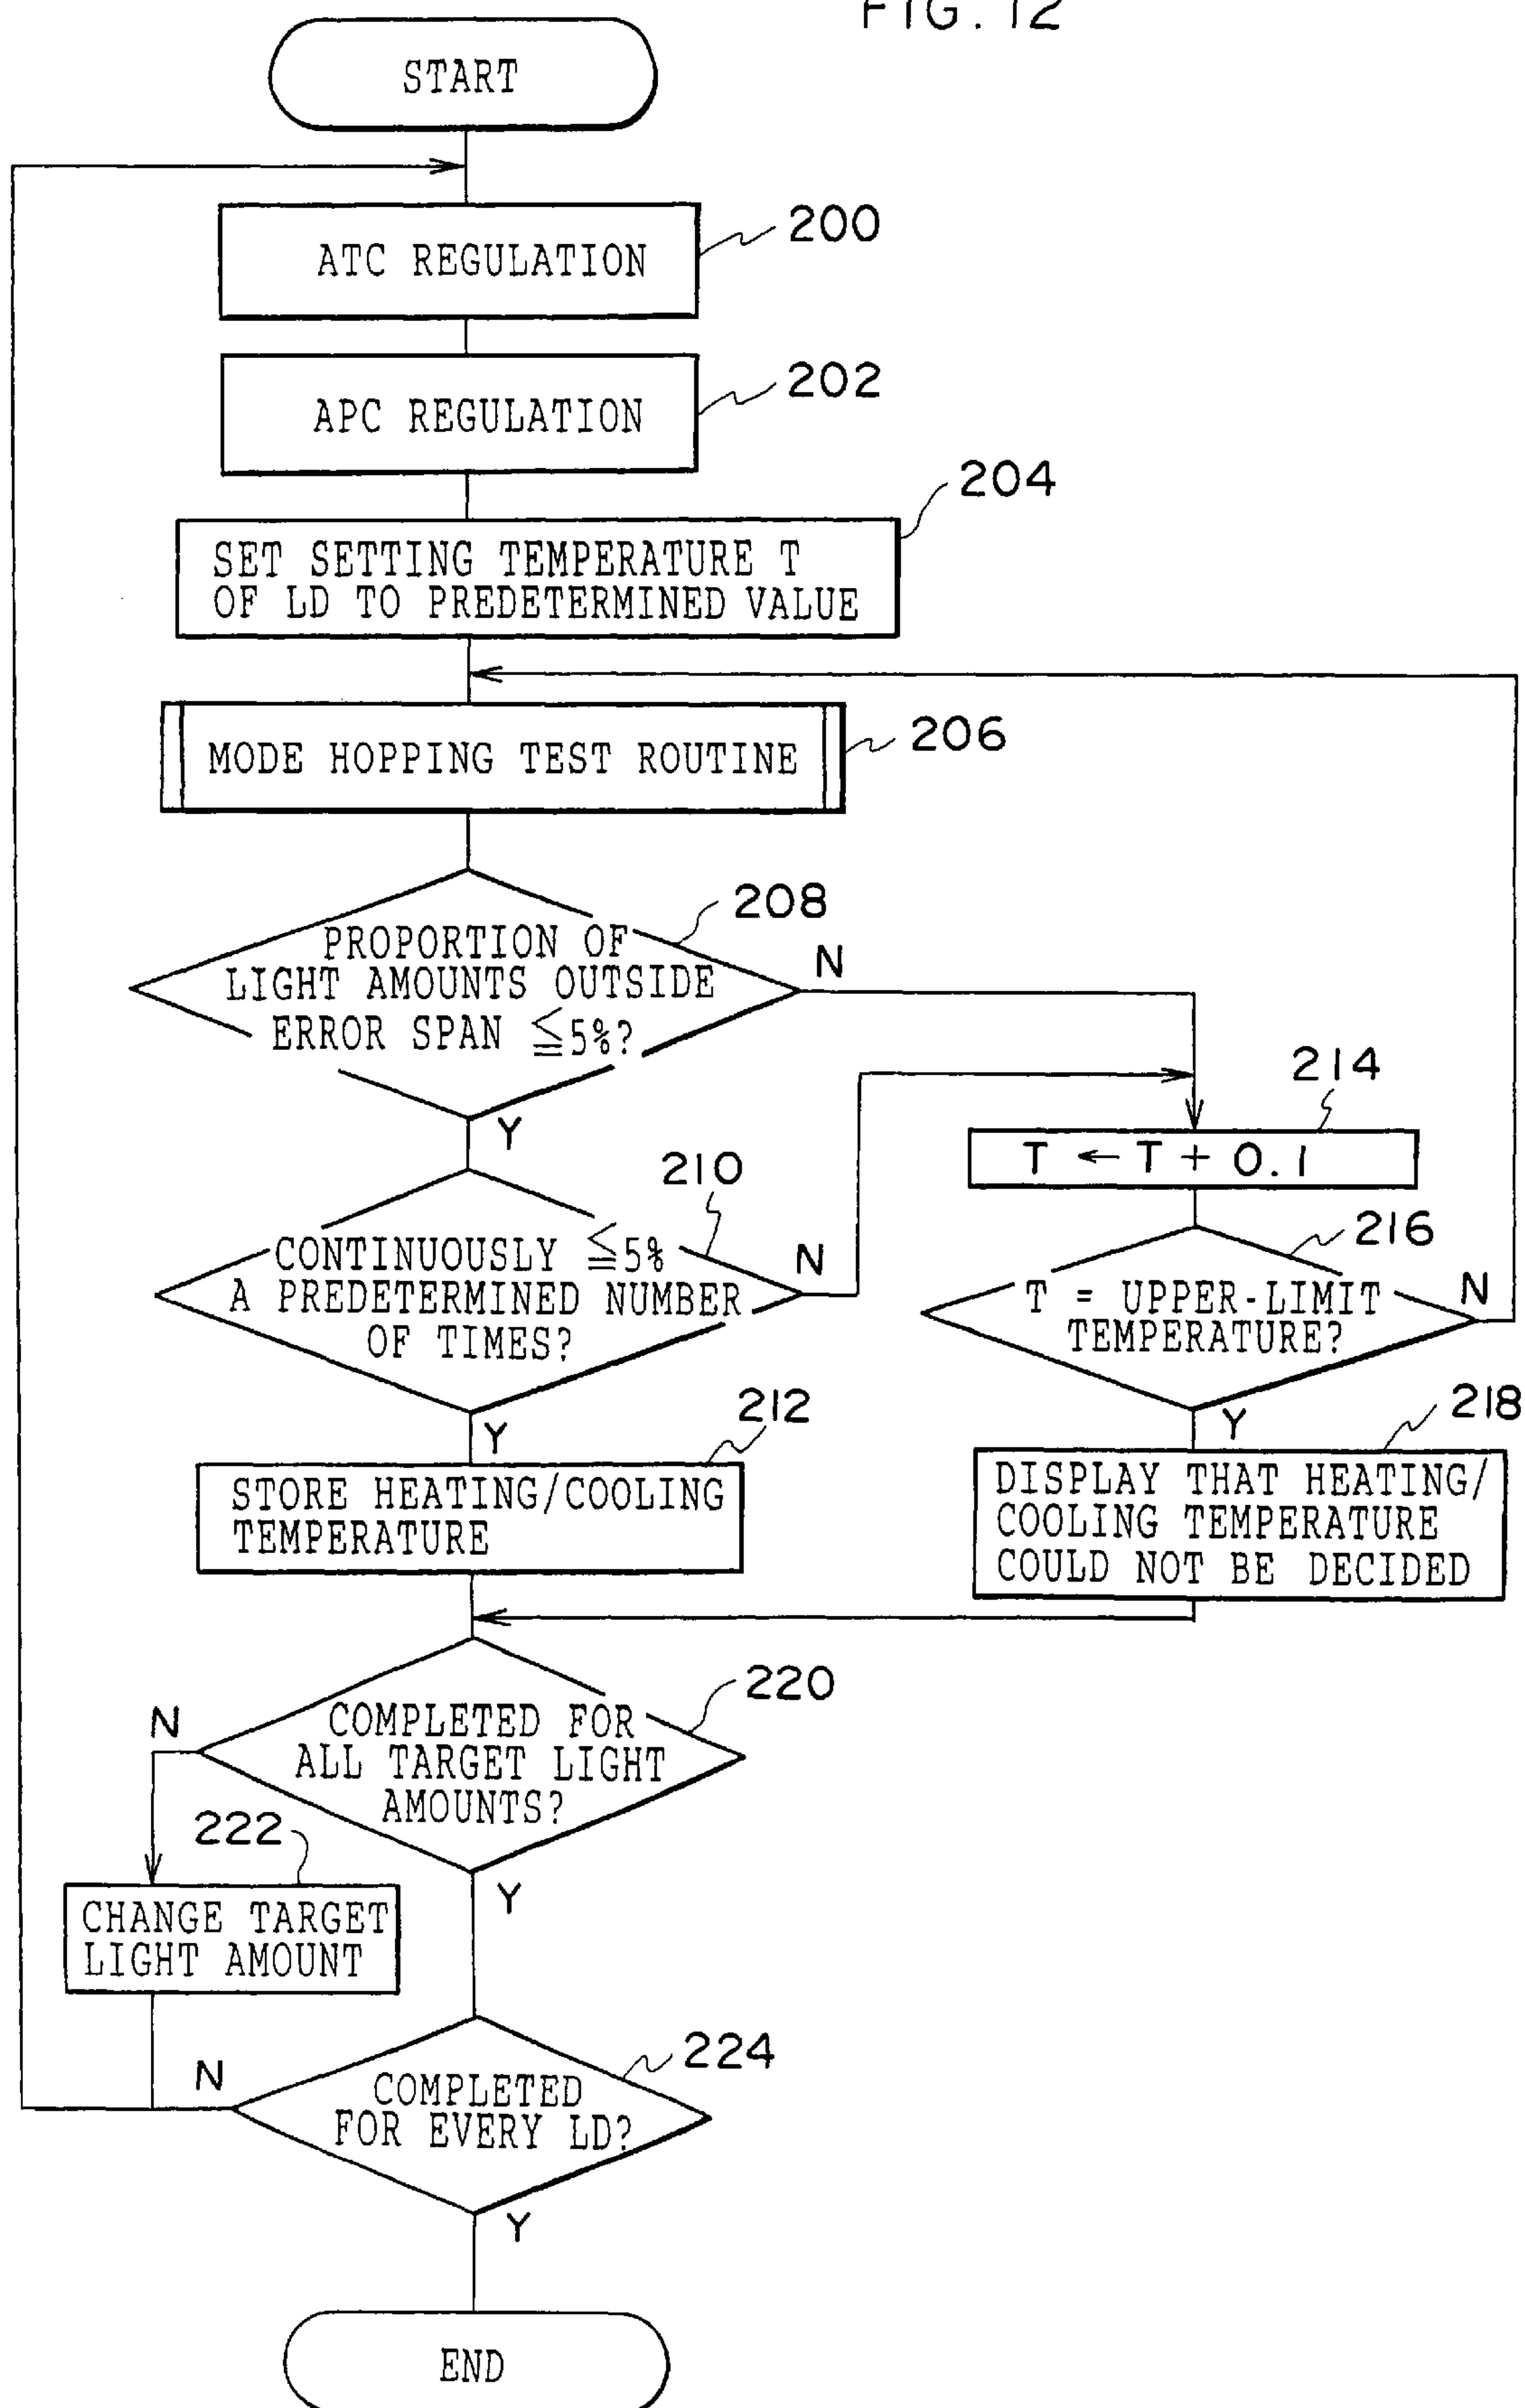 FIG. 12
START
ATC REGULATION
200
APC REGULATION
202
204
SET SETTING TEMPERATURE T
OF LD TO PREDETERMINED VALUE
MODE HOPPING TEST ROUTINE
206
208
PROPORTION OF
LIGHT AMOUNTS OUTSIDE
ERROR SPAN ≦5%?
N
Y
210
CONTINUOUSLY ≦5%
A PREDETERMINED NUMBER
OF TIMES?
N
Y
214
T ← T + 0.1
216
T = UPPER-LIMIT
TEMPERATURE?
N
Y
212
STORE HEATING/COOLING
TEMPERATURE
218
DISPLAY THAT HEATING/
COOLING TEMPERATURE
COULD NOT BE DECIDED
220
COMPLETED FOR
ALL TARGET LIGHT
AMOUNTS?
N
Y
222
CHANGE TARGET
LIGHT AMOUNT
224
COMPLETED
FOR EVERY LD?
N
Y
END